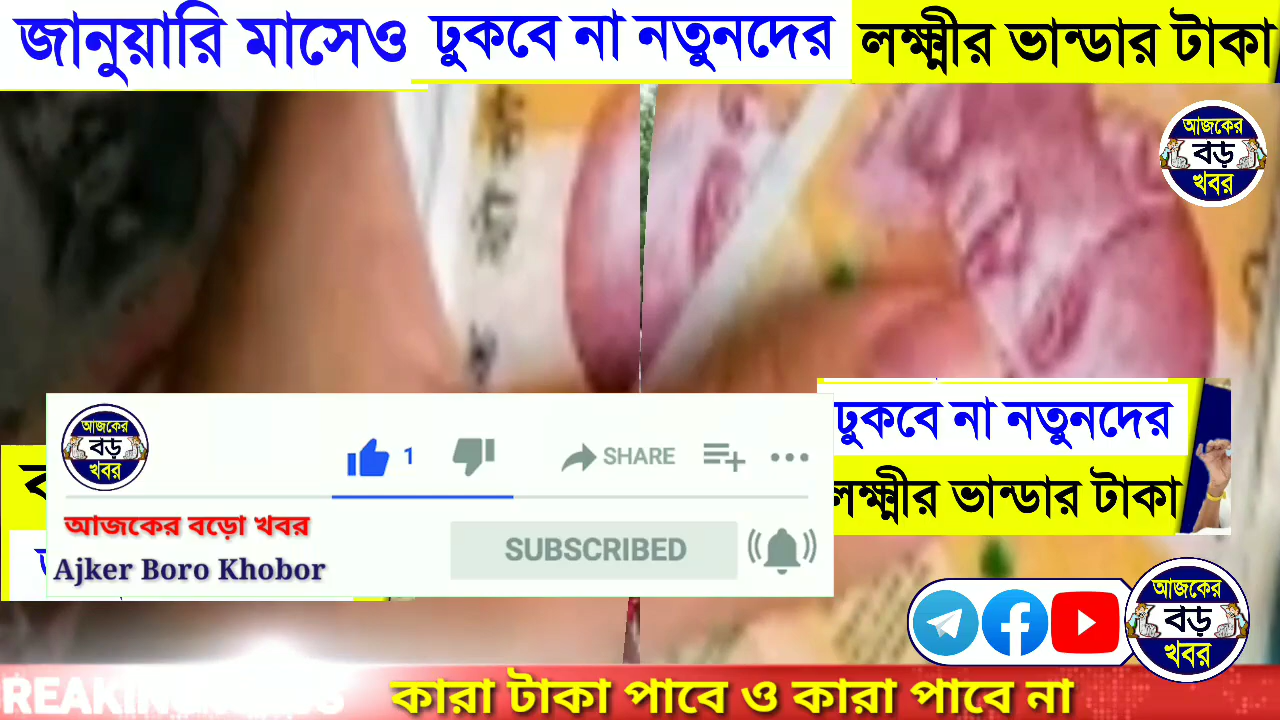 জানুয়ারি মাসেও ঢুকবে না নতুনদের লক্ষ্মীর ভান্ডার টাকা
আজকের
বড়
খবর
ঢুকবে না নতুনদের
লক্ষ্মীর ভান্ডার টাকা
আজকের
বড়
খবর
1
SHARE
আজকের বড়ো খবর
SUBSCRIBED
Ajker Boro Khobor
আজকের
বড়
খবর
কারা টাকা পাবে ও কারা পাবে না